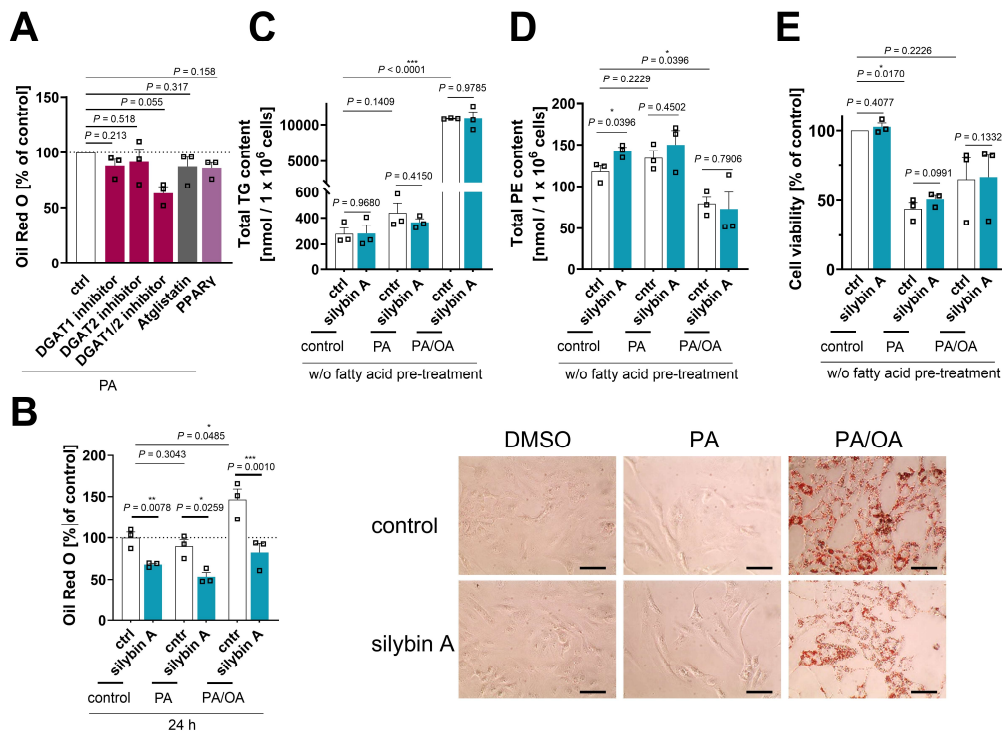 A
Oil Red O [% of control]
150
100
50
0
P = 0.158
P = 0.317
P = 0.055
P = 0.518
P = 0.213
ctrl
DGAT1 inhibitor
DGAT2 inhibitor
DGAT1/2 inhibitor
Atglistatin
PPARγ
PA
C
Total TG content
[nmol / 1 x 10⁶ cells]
10000
5000
600
400
200
0
***
P < 0.0001
P = 0.1409
P = 0.9785
P = 0.4150
P = 0.9680
ctrl
silybin A
cntr
silybin A
cntr
silybin A
control
PA
PA/OA
w/o fatty acid pre-treatment
D
Total PE content
[nmol / 1 x 10⁶ cells]
200
150
100
50
0
*
P = 0.0396
P = 0.2229
*
P = 0.0396
P = 0.4502
P = 0.7906
ctrl
silybin A
cntr
silybin A
cntr
silybin A
control
PA
PA/OA
w/o fatty acid pre-treatment
E
Cell viability [% of control]
100
50
0
P = 0.2226
*
P = 0.0170
P = 0.4077
P = 0.0991
P = 0.1332
ctrl
silybin A
ctrl
silybin A
ctrl
silybin A
control
PA
PA/OA
w/o fatty acid pre-treatment
B
Oil Red O [% of control]
200
150
100
50
0
*
P = 0.0485
P = 0.3043
***
P = 0.0010
**
P = 0.0078
*
P = 0.0259
ctrl
silybin A
cntr
silybin A
cntr
silybin A
control
PA
PA/OA
24 h
DMSO
PA
PA/OA
control
silybin A